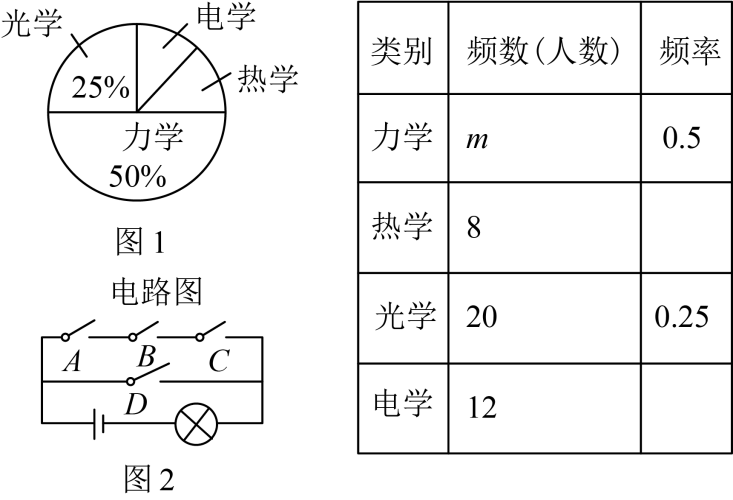 光学
电学
25%
热学
力学
50%
图1
电路图
A B C
D
图2
类别 频数(人数) 频率
力学 m 0.5
热学 8
光学 20 0.25
电学 12